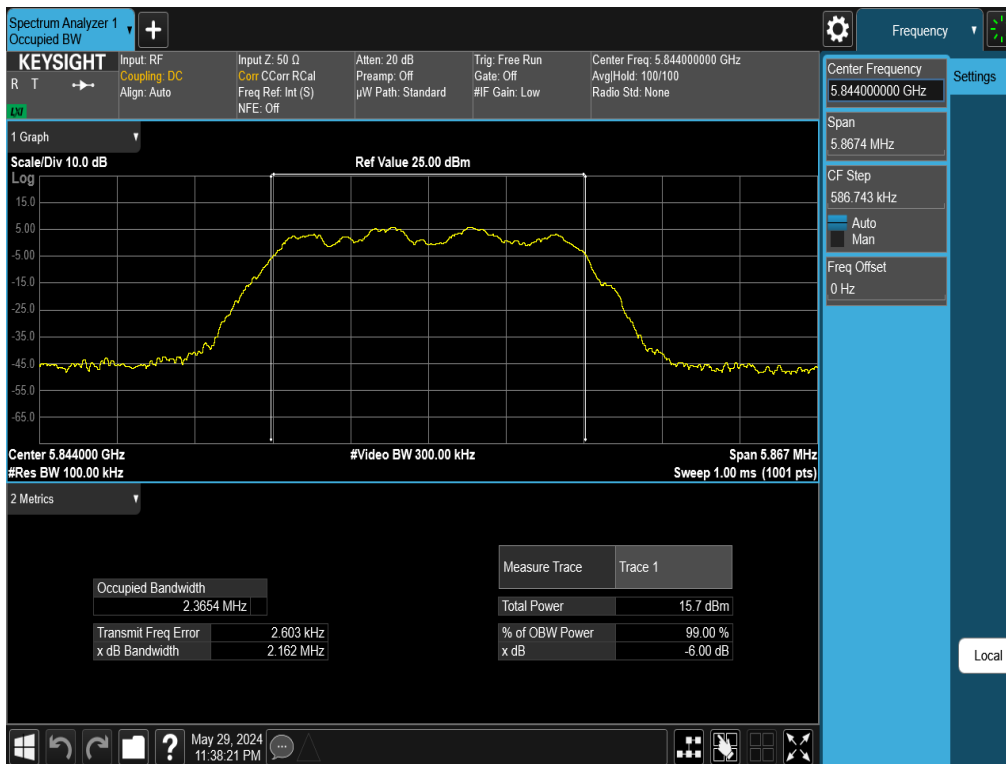 Spectrum Analyzer 1
Occupied BW
+
Frequency
KEYSIGHT
R T
LXI
Input: RF
Coupling: DC
Align: Auto
Input Z: 50 Ω
Corr CCorr RCal
Freq Ref: Int (S)
NFE: Off
Atten: 20 dB
Preamp: Off
µW Path: Standard
Trig: Free Run
Gate: Off
#IF Gain: Low
Center Freq: 5.844000000 GHz
Avg|Hold: 100/100
Radio Std: None
Center Frequency
5.844000000 GHz
Settings
Span
5.8674 MHz
CF Step
586.743 kHz
Auto
Man
Freq Offset
0 Hz
Local
1 Graph
Scale/Div 10.0 dB
Ref Value 25.00 dBm
Log
15.0
5.00
-5.00
-15.0
-25.0
-35.0
-45.0
-55.0
-65.0
Center 5.844000 GHz
#Video BW 300.00 kHz
Span 5.867 MHz
#Res BW 100.00 kHz
Sweep 1.00 ms (1001 pts)
2 Metrics
Measure Trace Trace 1
Occupied Bandwidth
2.3654 MHz
Total Power 15.7 dBm
Transmit Freq Error 2.603 kHz
% of OBW Power 99.00 %
x dB Bandwidth 2.162 MHz
x dB -6.00 dB
?
May 29, 2024
11:38:21 PM